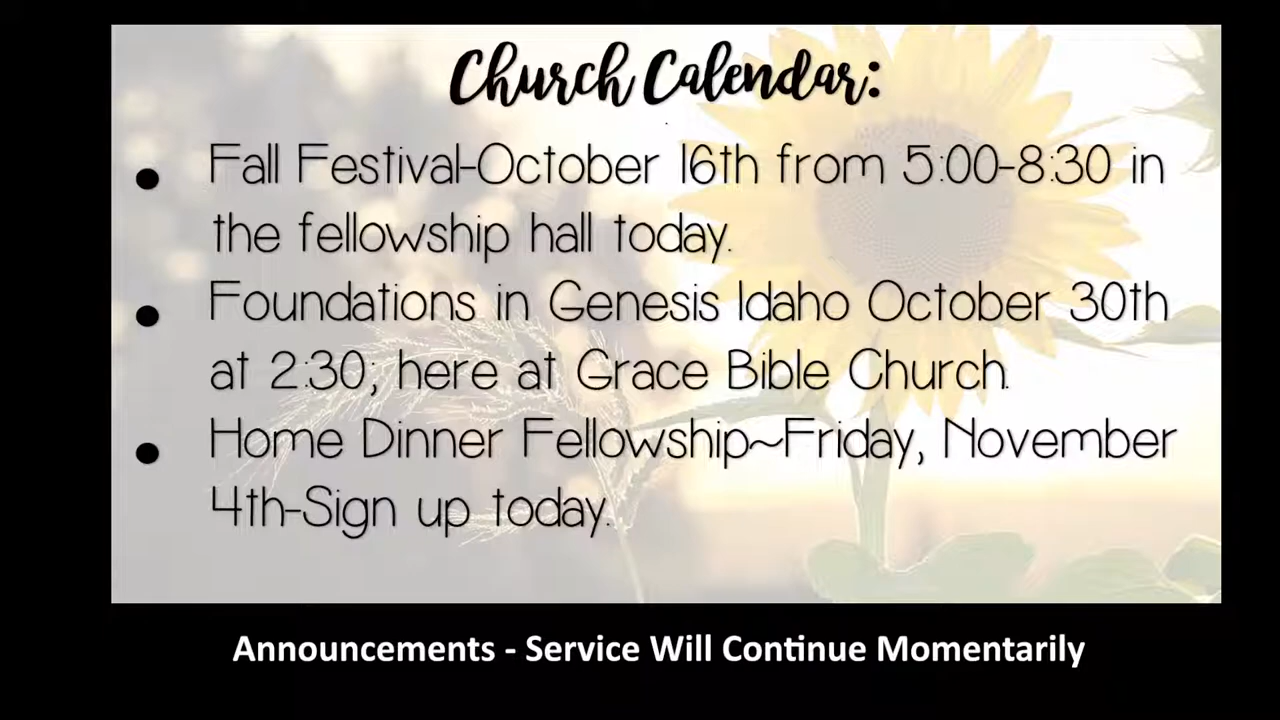 Church Calendar:
• Fall Festival-October 16th from 5:00-8:30 in
the fellowship hall today.
• Foundations in Genesis Idaho October 30th
at 2:30; here at Grace Bible Church.
• Home Dinner Fellowship~Friday, November
4th-Sign up today.
Announcements - Service Will Continue Momentarily